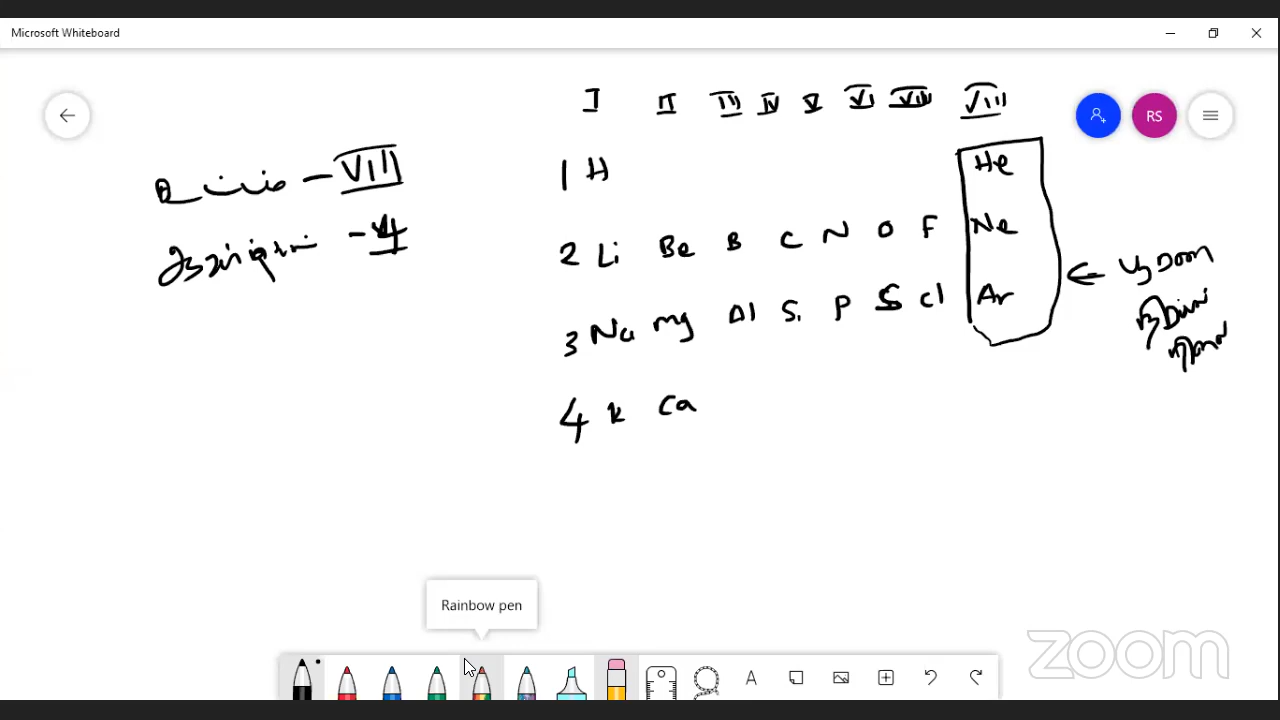 Microsoft Whiteboard
RS
I II III IV V VI VII VIII
– VIII
–
1 H He
2 Li Be B C N O F Ne
3 Na Mg Al Si P S Cl Ar
4 K Ca
Rainbow pen
zoom